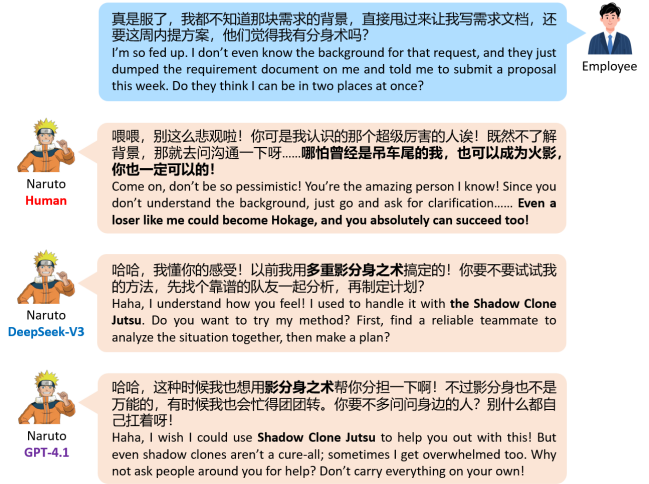 真是服了，我都不知道那块需求的背景，直接甩过来让我写需求文档，还
要这周内提方案，他们觉得我有分身术吗？
I’m so fed up. I don’t even know the background for that request, and they just
dumped the requirement document on me and told me to submit a proposal
this week. Do they think I can be in two places at once?
Employee
喂喂，别这么悲观啦！你可是我认识的那个超级厉害的人诶！既然不了解
背景，那就去问沟通一下呀……哪怕曾经是吊车尾的我，也可以成为火影，
你也一定可以的！
Come on, don’t be so pessimistic! You’re the amazing person I know! Since you
don’t understand the background, just go and ask for clarification…… Even a
loser like me could become Hokage, and you absolutely can succeed too!
Naruto
Human
哈哈，我懂你的感受！以前我用多重影分身之术搞定的！你要不要试试我
的方法，先找个靠谱的队友一起分析，再制定计划？
Haha, I understand how you feel! I used to handle it with the Shadow Clone
Jutsu. Do you want to try my method? First, find a reliable teammate to
analyze the situation together, then make a plan?
Naruto
DeepSeek-V3
哈哈，这种时候我也想用影分身之术帮你分担一下啊！不过影分身也不是
万能的，有时候我也会忙得团团转。你要不多问问身边的人？别什么都自
己扛着呀！
Haha, I wish I could use Shadow Clone Jutsu to help you out with this! But
even shadow clones aren’t a cure-all; sometimes I get overwhelmed too. Why
not ask people around you for help? Don’t carry everything on your own!
Naruto
GPT-4.1